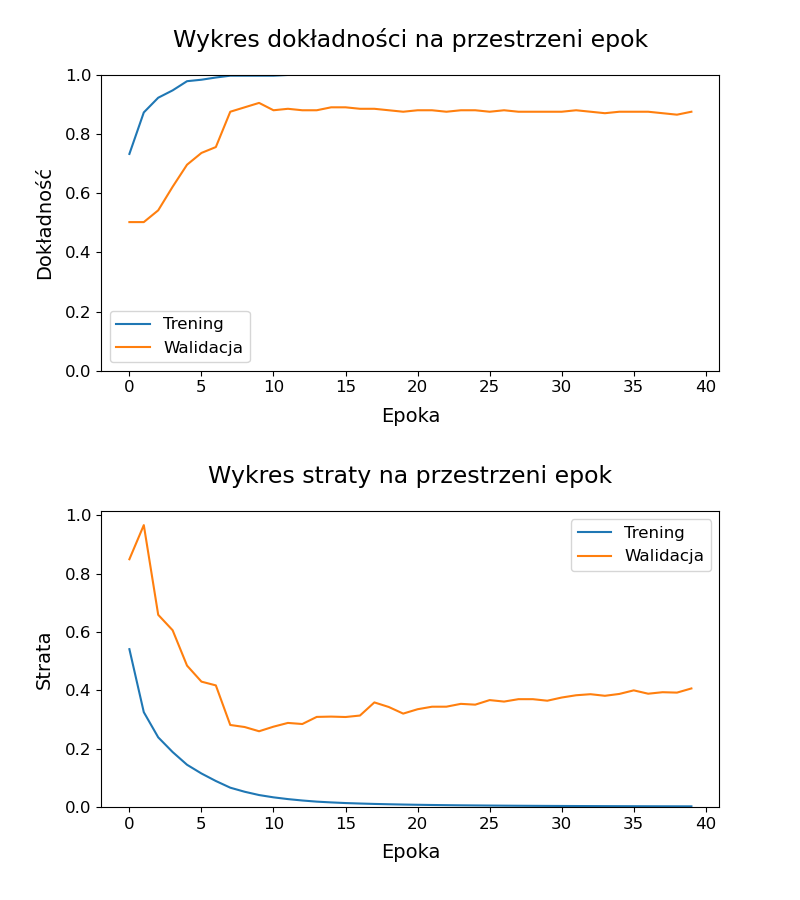 Wykres dokładności na przestrzeni epok
1.0
0.8
0.6
0.4
0.2
0.0
Dokładność
Trening
Walidacja
0 5 10 15 20 25 30 35 40
Epoka
Wykres straty na przestrzeni epok
1.0
0.8
0.6
0.4
0.2
0.0
Strata
Trening
Walidacja
0 5 10 15 20 25 30 35 40
Epoka